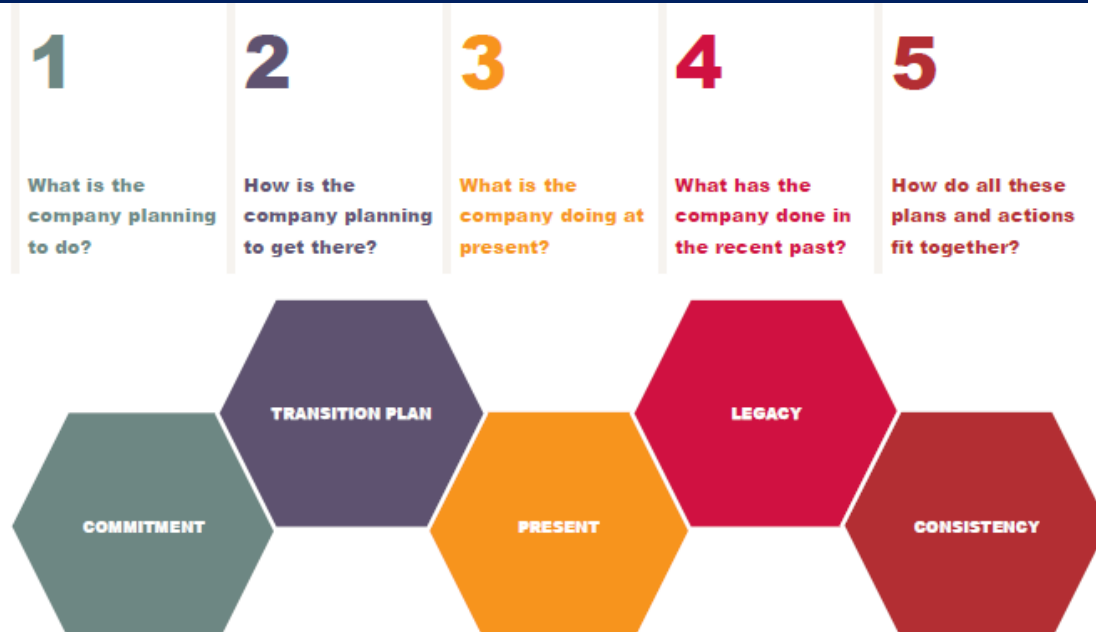 1
What is the
company planning
to do?
2
How is the
company planning
to get there?
3
What is the
company doing at
present?
4
What has the
company done in
the recent past?
5
How do all these
plans and actions
fit together?
TRANSITION PLAN
LEGACY
COMMITMENT
PRESENT
CONSISTENCY